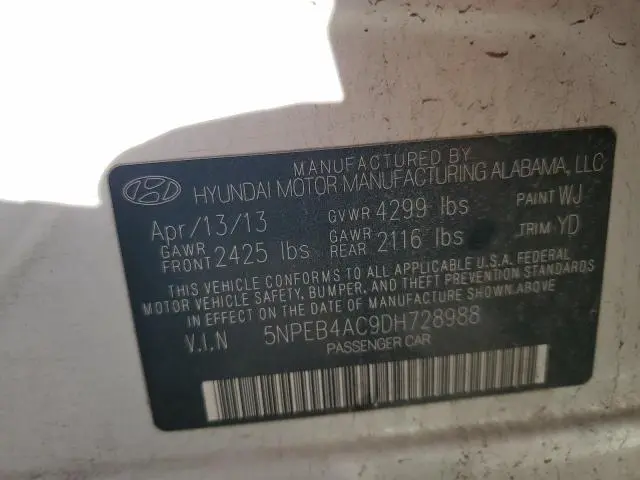 MANUFACTURED BY
HYUNDAI MOTOR MANUFACTURING ALABAMA, LLC
Apr/13/13 GVWR 4299 lbs PAINT WJ
GAWR FRONT 2425 lbs GAWR REAR 2116 lbs TRIM YD
THIS VEHICLE CONFORMS TO ALL APPLICABLE U.S.A. FEDERAL
MOTOR VEHICLE SAFETY, BUMPER, AND THEFT PREVENTION STANDARDS
IN EFFECT ON THE DATE OF MANUFACTURE SHOWN ABOVE.
V.I.N 5NPEB4AC9DH728988
PASSENGER CAR